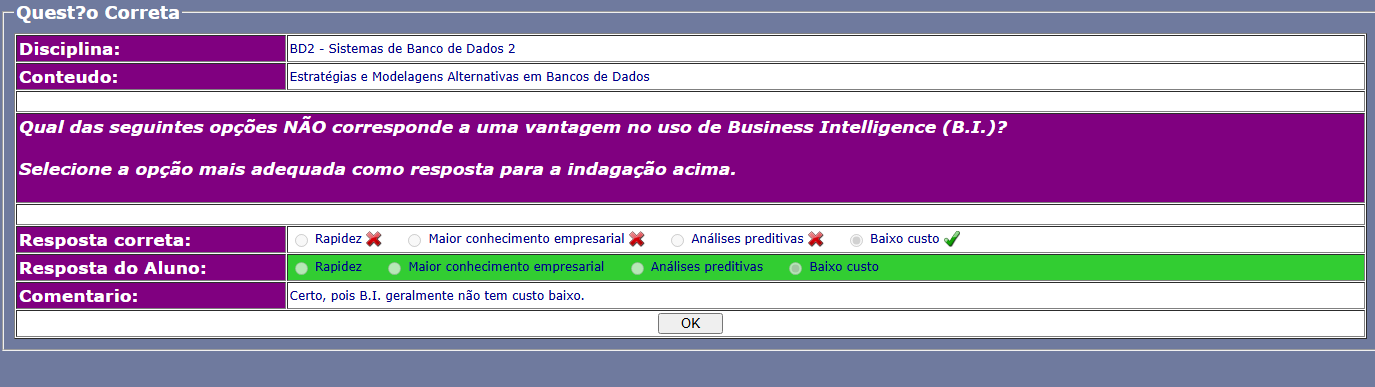 Quest?o Correta
Disciplina: BD2 - Sistemas de Banco de Dados 2
Conteudo: Estratégias e Modelagens Alternativas em Bancos de Dados
Qual das seguintes opções NÃO corresponde a uma vantagem no uso de Business Intelligence (B.I.)?
Selecione a opção mais adequada como resposta para a indagação acima.
Resposta correta: Rapidez Maior conhecimento empresarial Análises preditivas Baixo custo
Resposta do Aluno: Rapidez Maior conhecimento empresarial Análises preditivas Baixo custo
Comentario: Certo, pois B.I. geralmente não tem custo baixo.
OK